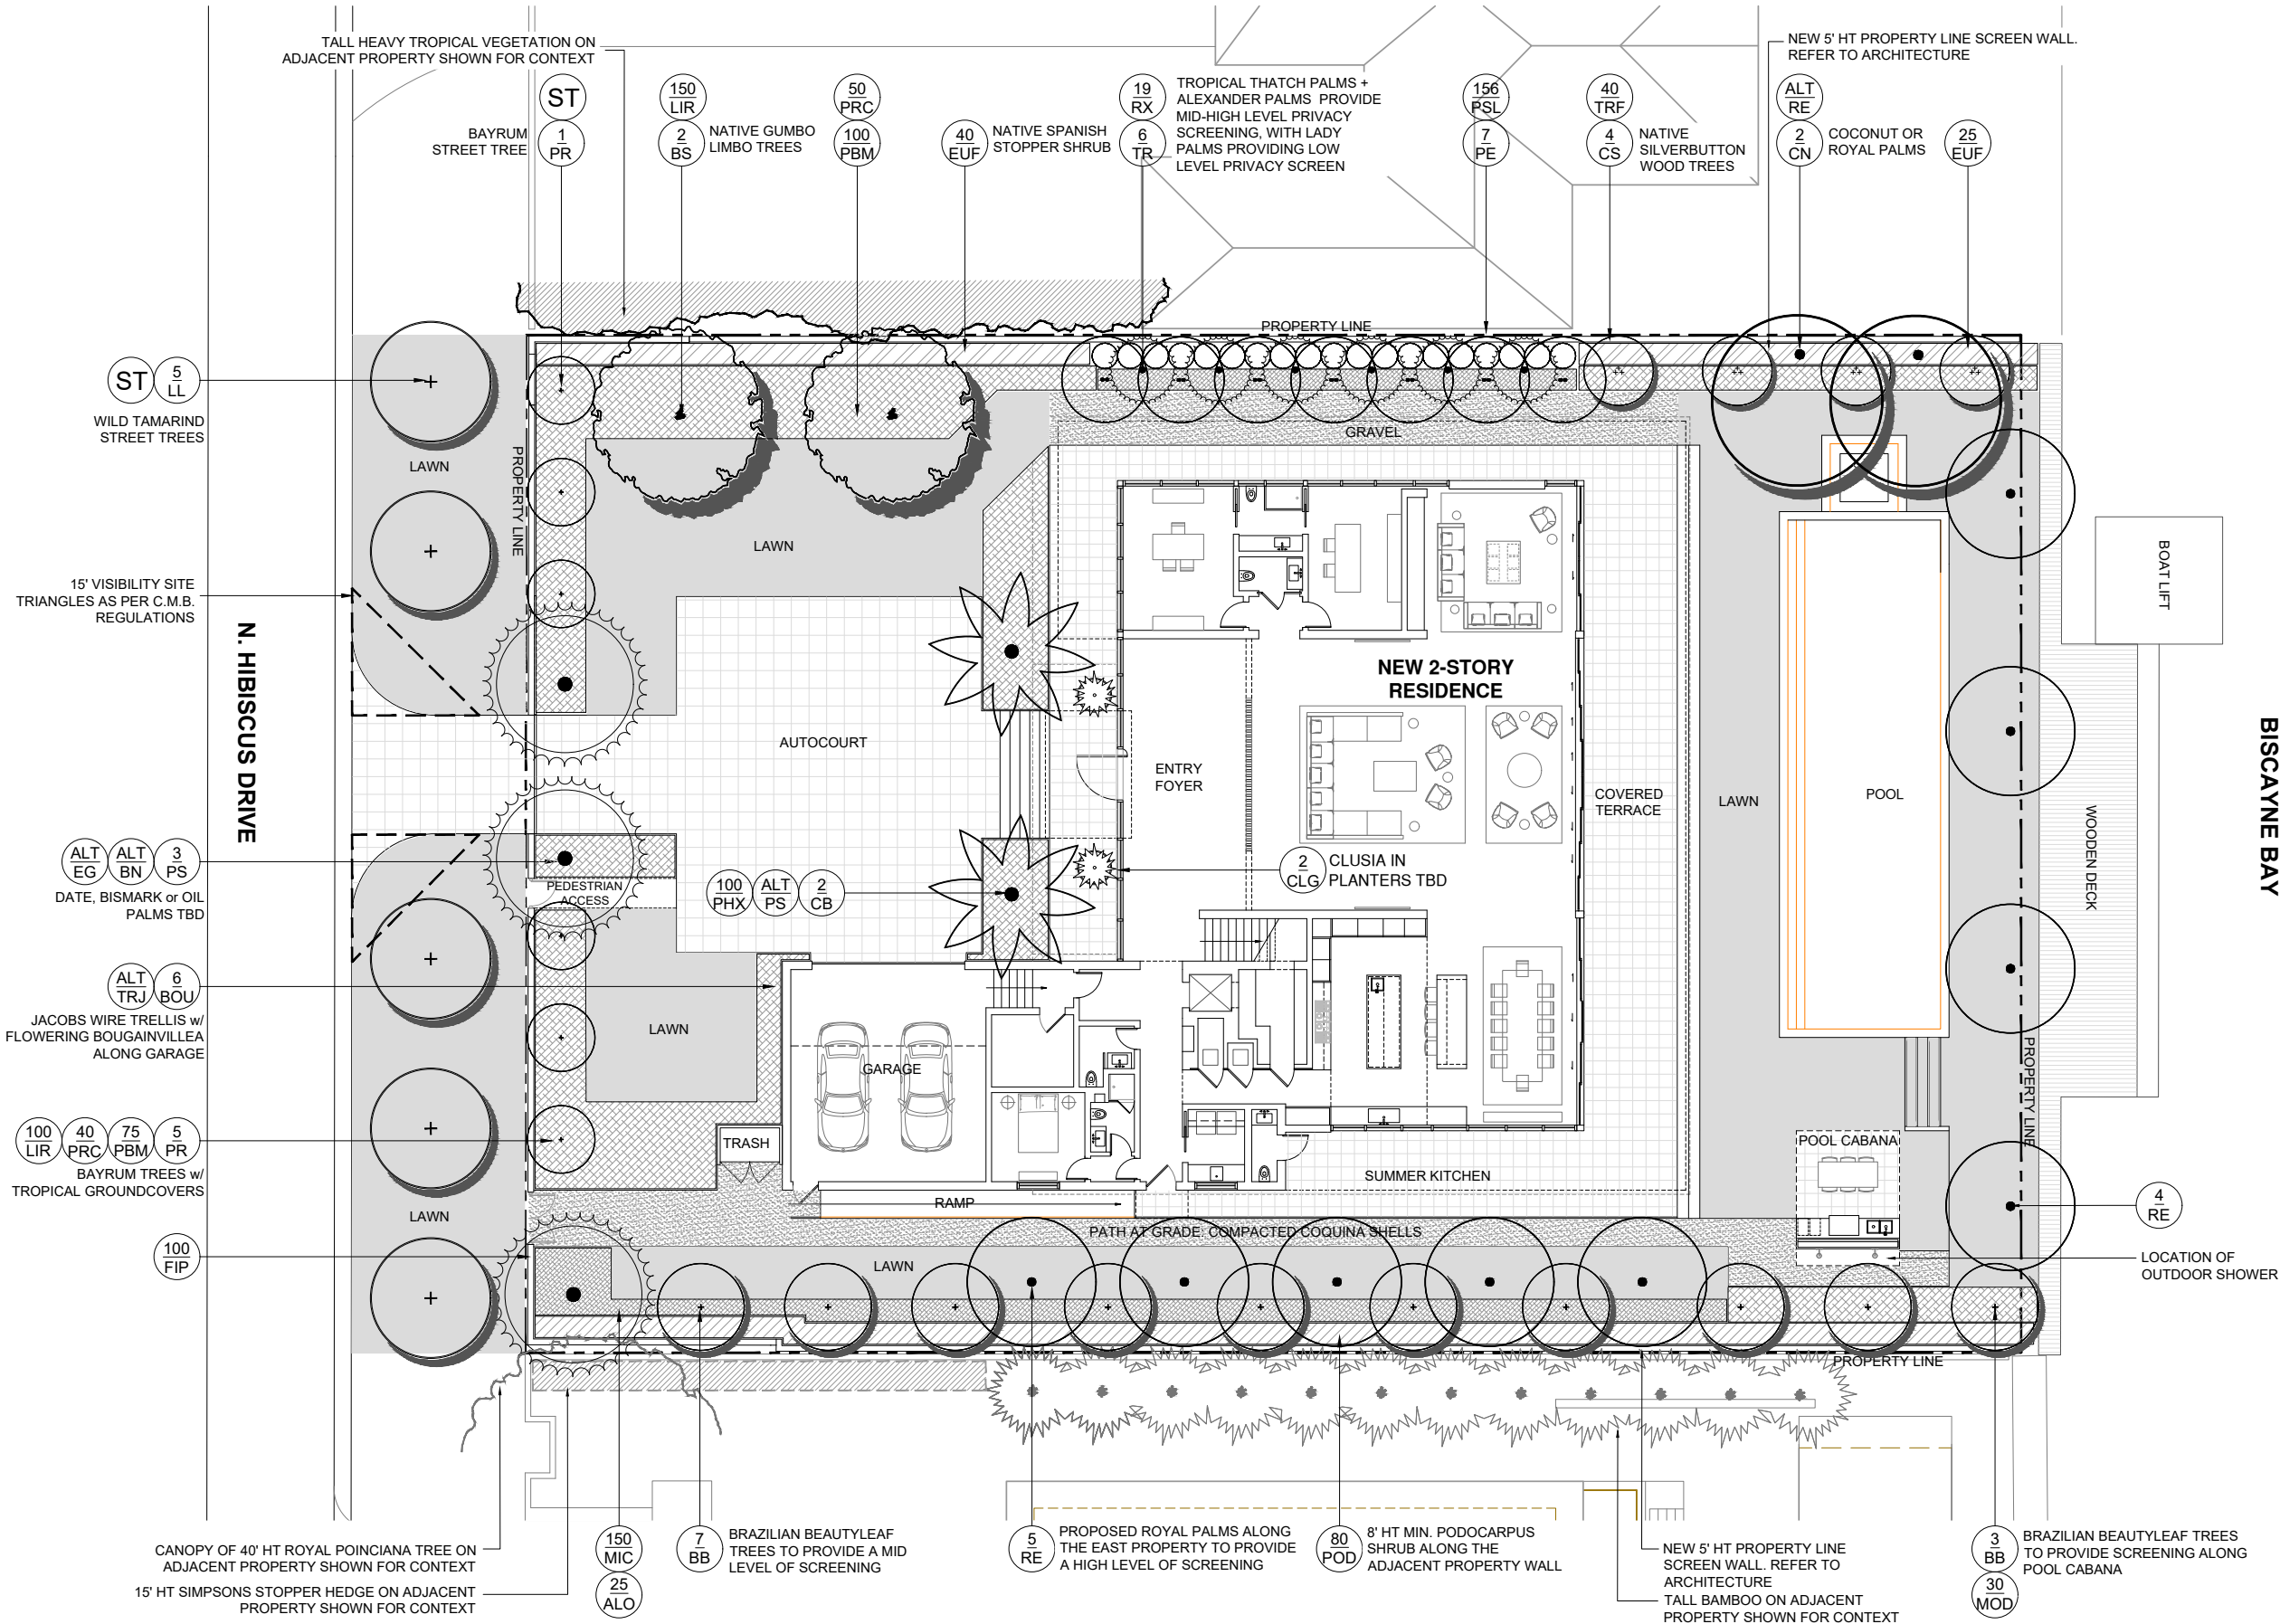 TALL HEAVY TROPICAL VEGETATION ON
ADJACENT PROPERTY SHOWN FOR CONTEXT
NEW 5' HT PROPERTY LINE SCREEN WALL.
REFER TO ARCHITECTURE
ST
1
PR
BAYRUM
STREET TREE
150
LIR
2
BS
NATIVE GUMBO
LIMBO TREES
50
PRC
100
PBM
40
EUF
NATIVE SPANISH
STOPPER SHRUB
19
RX
6
TR
TROPICAL THATCH PALMS +
ALEXANDER PALMS PROVIDE
MID-HIGH LEVEL PRIVACY
SCREENING, WITH LADY
PALMS PROVIDING LOW
LEVEL PRIVACY SCREEN
156
PSL
7
PE
40
TRF
4
CS
NATIVE
SILVERBUTTON
WOOD TREES
ALT
RE
2
CN
COCONUT OR
ROYAL PALMS
25
EUF
PROPERTY LINE
ST
5
LL
WILD TAMARIND
STREET TREES
LAWN
PROPERTY LINE
GRAVEL
LAWN
BOAT LIFT
15' VISIBILITY SITE
TRIANGLES AS PER C.M.B.
REGULATIONS
N. HIBISCUS DRIVE
NEW 2-STORY
RESIDENCE
AUTOCOURT
ENTRY
FOYER
COVERED
TERRACE
LAWN
POOL
WOODEN DECK
BISCAYNE BAY
ALT
EG
ALT
BN
3
PS
DATE, BISMARK or OIL
PALMS TBD
PEDESTRIAN
ACCESS
100
PHX
ALT
PS
2
CB
2
CLG
CLUSIA IN
PLANTERS TBD
ALT
TRJ
6
BOU
JACOBS WIRE TRELLIS w/
FLOWERING BOUGAINVILLEA
ALONG GARAGE
LAWN
GARAGE
PROPERTY LINE
100
LIR
40
PRC
75
PBM
5
PR
BAYRUM TREES w/
TROPICAL GROUNDCOVERS
TRASH
POOL CABANA
SUMMER KITCHEN
RAMP
LAWN
PATH AT GRADE: COMPACTED COQUINA SHELLS
4
RE
100
FIP
LAWN
LOCATION OF
OUTDOOR SHOWER
PROPERTY LINE
CANOPY OF 40' HT ROYAL POINCIANA TREE ON
ADJACENT PROPERTY SHOWN FOR CONTEXT
15' HT SIMPSONS STOPPER HEDGE ON ADJACENT
PROPERTY SHOWN FOR CONTEXT
150
MIC
25
ALO
7
BB
BRAZILIAN BEAUTYLEAF
TREES TO PROVIDE A MID
LEVEL OF SCREENING
5
RE
PROPOSED ROYAL PALMS ALONG
THE EAST PROPERTY TO PROVIDE
A HIGH LEVEL OF SCREENING
80
POD
8' HT MIN. PODOCARPUS
SHRUB ALONG THE
ADJACENT PROPERTY WALL
NEW 5' HT PROPERTY LINE
SCREEN WALL. REFER TO
ARCHITECTURE
TALL BAMBOO ON ADJACENT
PROPERTY SHOWN FOR CONTEXT
3
BB
30
MOD
BRAZILIAN BEAUTYLEAF TREES
TO PROVIDE SCREENING ALONG
POOL CABANA